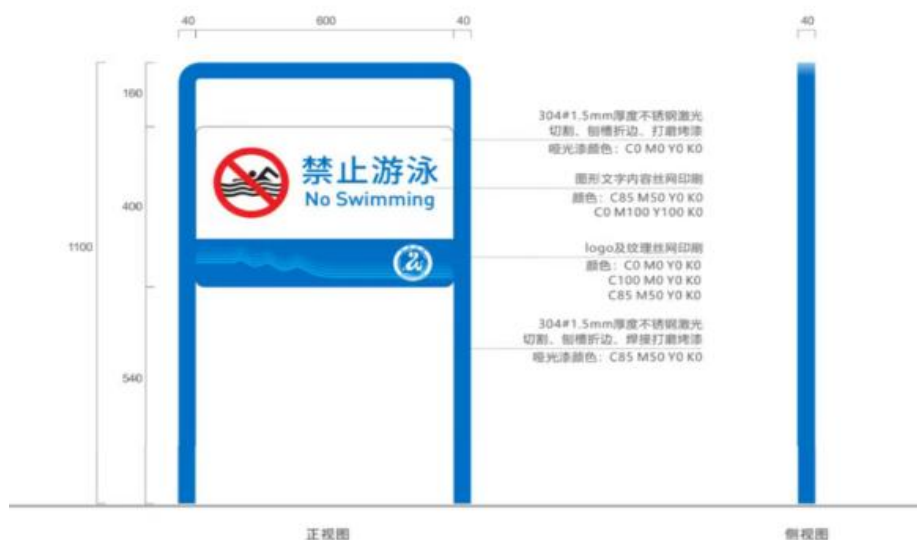 40 600 40 40
160
304#1.5mm厚度不锈钢激光
切割、刨槽折边、打磨烤漆
哑光漆颜色：C0 M0 Y0 K0
禁止游泳
No Swimming
图形文字内容丝网印刷
颜色：C85 M50 Y0 K0
C0 M100 Y100 K0
400
1100
logo及纹理丝网印刷
颜色：C0 M0 Y0 K0
C100 M0 Y0 K0
C85 M50 Y0 K0
304#1.5mm厚度不锈钢激光
切割、刨槽折边、焊接打磨烤漆
哑光漆颜色：C85 M50 Y0 K0
540
正视图 侧视图